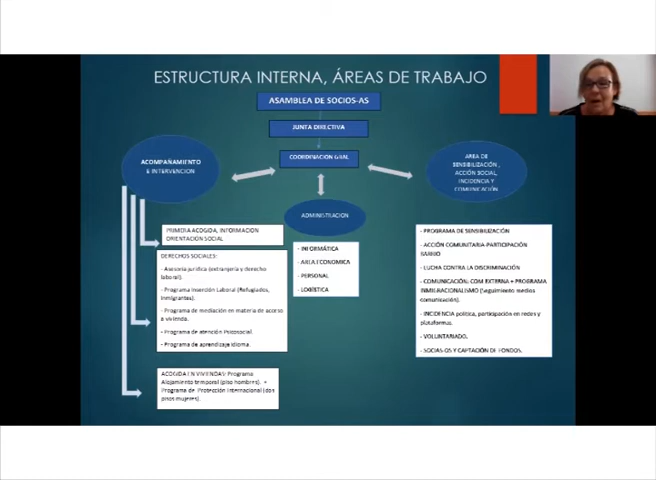 ESTRUCTURA INTERNA, ÁREAS DE TRABAJO
ASAMBLEA DE SOCIOS-AS
JUNTA DIRECTIVA
COORDINACION GRAL
ACOMPAÑAMIENTO
E INTERVENCION
AREA DE
SENSIBILIZACIÓN,
ACCIÓN SOCIAL,
INCIDENCIA Y
COMUNICACIÓN
ADMINISTRACION
PRIMERA ACOGIDA, INFORMACION
ORIENTACION SOCIAL
DERECHOS SOCIALES:
- Asesoría jurídica (extranjería y derecho
laboral).
- Programa Inserción Laboral (Refugiados,
Inmigrantes).
- Programa de mediación en materia de acceso
a vivienda.
- Programa de atención Psicosocial.
- Programa de aprendizaje idioma.
ACOGIDA EN VIVIENDAS: Programa
Alojamiento temporal (piso hombres). +
Programa de Protección Internacional (dos
pisos mujeres).
- INFORMÁTICA
- AREA ECONOMICA
- PERSONAL
- LOGÍSTICA
- PROGRAMA DE SENSIBILIZACIÓN
- ACCIÓN COMUNITARIA-PARTICIPACIÓN
BARRIO
- LUCHA CONTRA LA DISCRIMINACIÓN
- COMUNICACIÓN: COM EXTERNA + PROGRAMA
INMIGRACIONALISMO (Seguimiento medios
comunicación).
- INCIDENCIA política, participación en redes y
plataformas.
- VOLUNTARIADO.
- SOCIAS-OS Y CAPTACIÓN DE FONDOS.